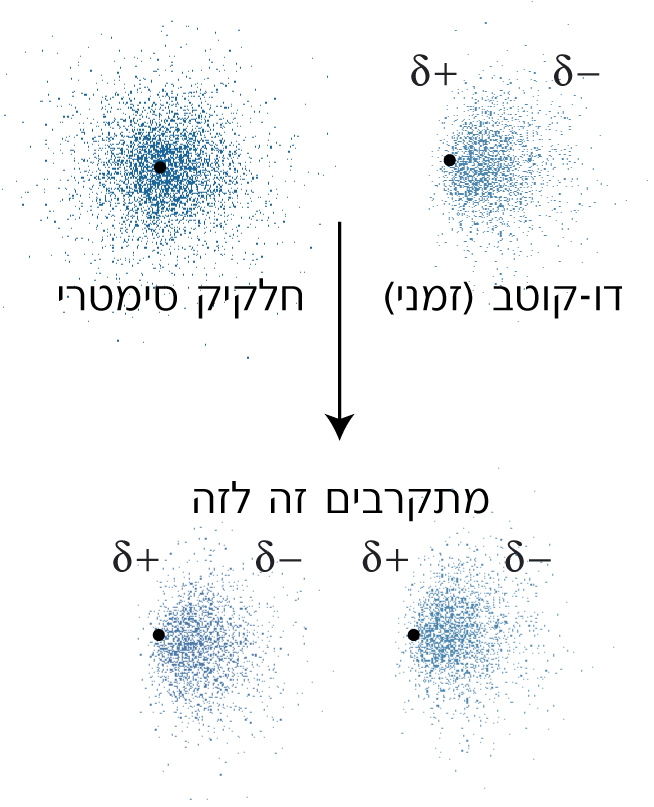 δ+ δ−
חלקיק סימטרי
דו-קוטב (זמני)
מתקרבים זה לזה
δ+ δ− δ+ δ−